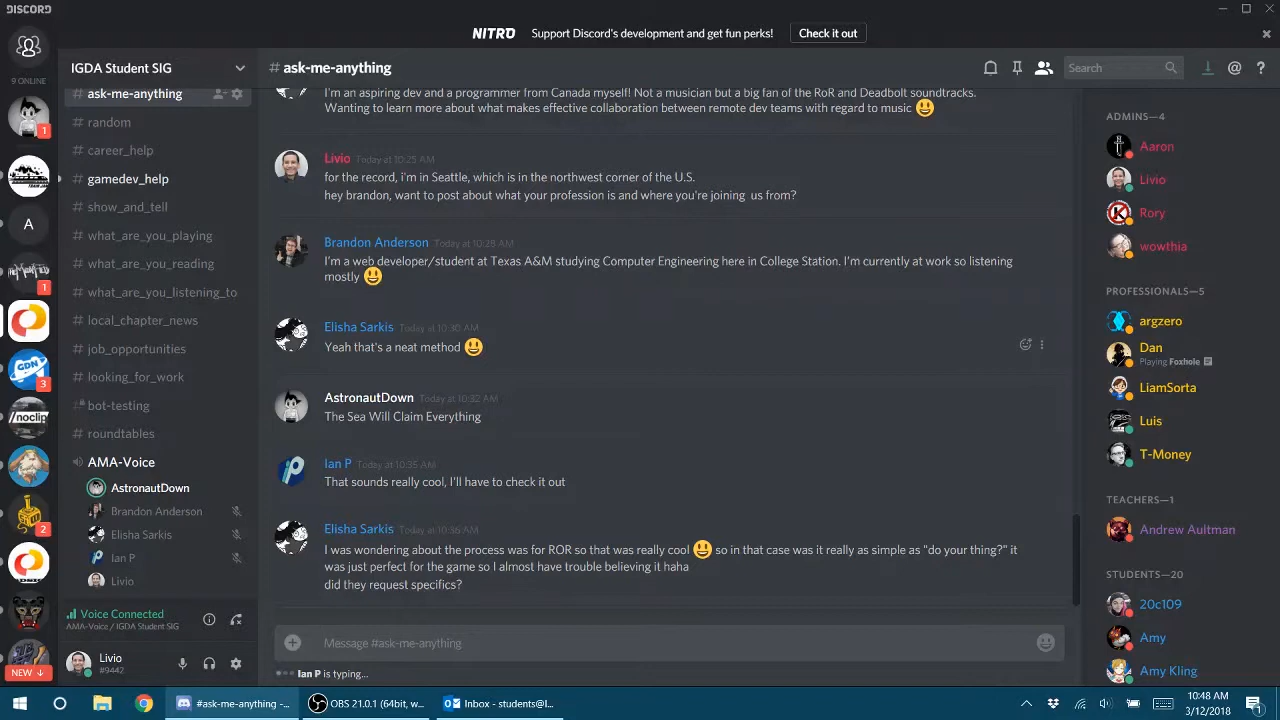 DISCORD
NITRO Support Discord's development and get fun perks! Check it out
9 ONLINE
1
A
1
GDN
3
/noclip
2
DSIG
NEW ↓
IGDA Student SIG
# ask-me-anything
# random
# career_help
# gamedev_help
# show_and_tell
# what_are_you_playing
# what_are_you_reading
# what_are_you_listening_to
# local_chapter_news
# job_opportunities
# looking_for_work
# bot-testing
# roundtables
AMA-Voice
AstronautDown
Brandon Anderson
Elisha Sarkis
Ian P
Livio
Voice Connected
AMA-Voice / IGDA Student SIG
Livio
#9442
# ask-me-anything
Search
I'm an aspiring dev and a programmer from Canada myself! Not a musician but a big fan of the RoR and Deadbolt soundtracks.
Wanting to learn more about what makes effective collaboration between remote dev teams with regard to music 😃
Livio Today at 10:25 AM
for the record, i'm in Seattle, which is in the northwest corner of the U.S.
hey brandon, want to post about what your profession is and where you're joining us from?
Brandon Anderson Today at 10:28 AM
I'm a web developer/student at Texas A&M studying Computer Engineering here in College Station. I'm currently at work so listening
mostly 😃
Elisha Sarkis Today at 10:30 AM
Yeah that's a neat method 😃
AstronautDown Today at 10:32 AM
The Sea Will Claim Everything
Ian P Today at 10:35 AM
That sounds really cool, I'll have to check it out
Elisha Sarkis Today at 10:36 AM
I was wondering about the process was for ROR so that was really cool 😃 so in that case was it really as simple as "do your thing?" it
was just perfect for the game so I almost have trouble believing it haha
did they request specifics?
Message #ask-me-anything
Ian P is typing...
ADMINS—4
Aaron
Livio
Rory
wowthia
PROFESSIONALS—5
argzero
Dan
Playing Foxhole
LiamSorta
Luis
T-Money
TEACHERS—1
Andrew Aultman
STUDENTS—20
20c109
Amy
Amy Kling
#ask-me-anything -...
OBS 21.0.1 (64bit, w...
Inbox - students@I...
10:48 AM
3/12/2018
1